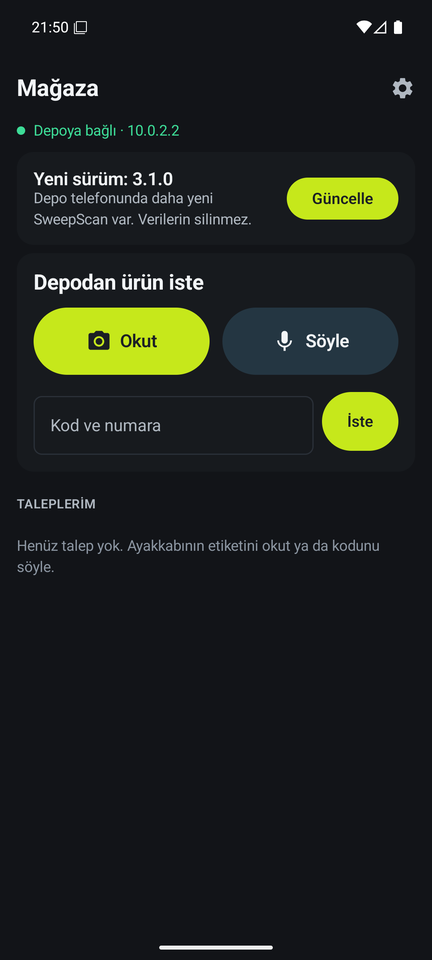 21:50
Mağaza
Depoya bağlı · 10.0.2.2
Yeni sürüm: 3.1.0
Depo telefonunda daha yeni
SweepScan var. Verilerin silinmez.
Güncelle
Depodan ürün iste
Okut
Söyle
Kod ve numara
İste
TALEPLERİM
Henüz talep yok. Ayakkabının etiketini okut ya da kodunu
söyle.